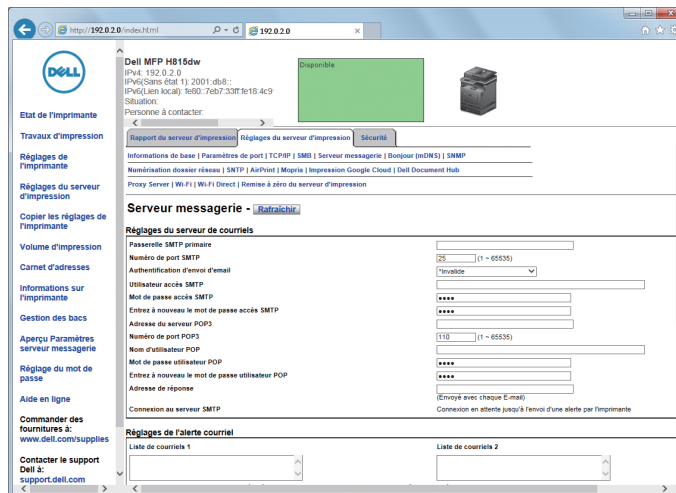 http://192.0.2.0/index.html
192.0.2.0
DELL
Dell MFP H815dw
IPv4: 192.0.2.0
IPv6(Sans état 1): 2001:db8::
IPv6(Lien local): fe80::7eb7:33ff:fe18:4c9
Situation:
Personne à contacter:
Disponible
Etat de l'imprimante
Travaux d'impression
Réglages de
l'imprimante
Réglages du serveur
d'impression
Copier les réglages de
l'imprimante
Volume d'impression
Carnet d'adresses
Informations sur
l'imprimante
Gestion des bacs
Aperçu Paramètres
serveur messagerie
Réglage du mot de
passe
Aide en ligne
Commander des
fournitures à:
www.dell.com/supplies
Contacter le support
Dell à:
support.dell.com
Rapport du serveur d'impression Réglages du serveur d'impression Sécurité
Informations de base | Paramètres de port | TCP/IP | SMB | Serveur messagerie | Bonjour (mDNS) | SNMP
Numérisation dossier réseau | SNTP | AirPrint | Mopria | Impression Google Cloud | Dell Document Hub
Proxy Server | Wi-Fi | Wi-Fi Direct | Remise à zéro du serveur d'impression
Serveur messagerie - Rafraîchir
Réglages du serveur de courriels
Passerelle SMTP primaire
Numéro de port SMTP 25 (1 ~ 65535)
Authentification d'envoi d'email *Invalide
Utilisateur accès SMTP
Mot de passe accès SMTP ••••
Entrez à nouveau le mot de passe accès SMTP ••••
Adresse du serveur POP3
Numéro de port POP3 110 (1 ~ 65535)
Nom d'utilisateur POP
Mot de passe utilisateur POP ••••
Entrez à nouveau le mot de passe utilisateur POP ••••
Adresse de réponse
(Envoyé avec chaque E-mail)
Connexion au serveur SMTP Connexion en attente jusqu'à l'envoi d'une alerte par l'imprimante
Réglages de l'alerte courriel
Liste de courriels 1 Liste de courriels 2